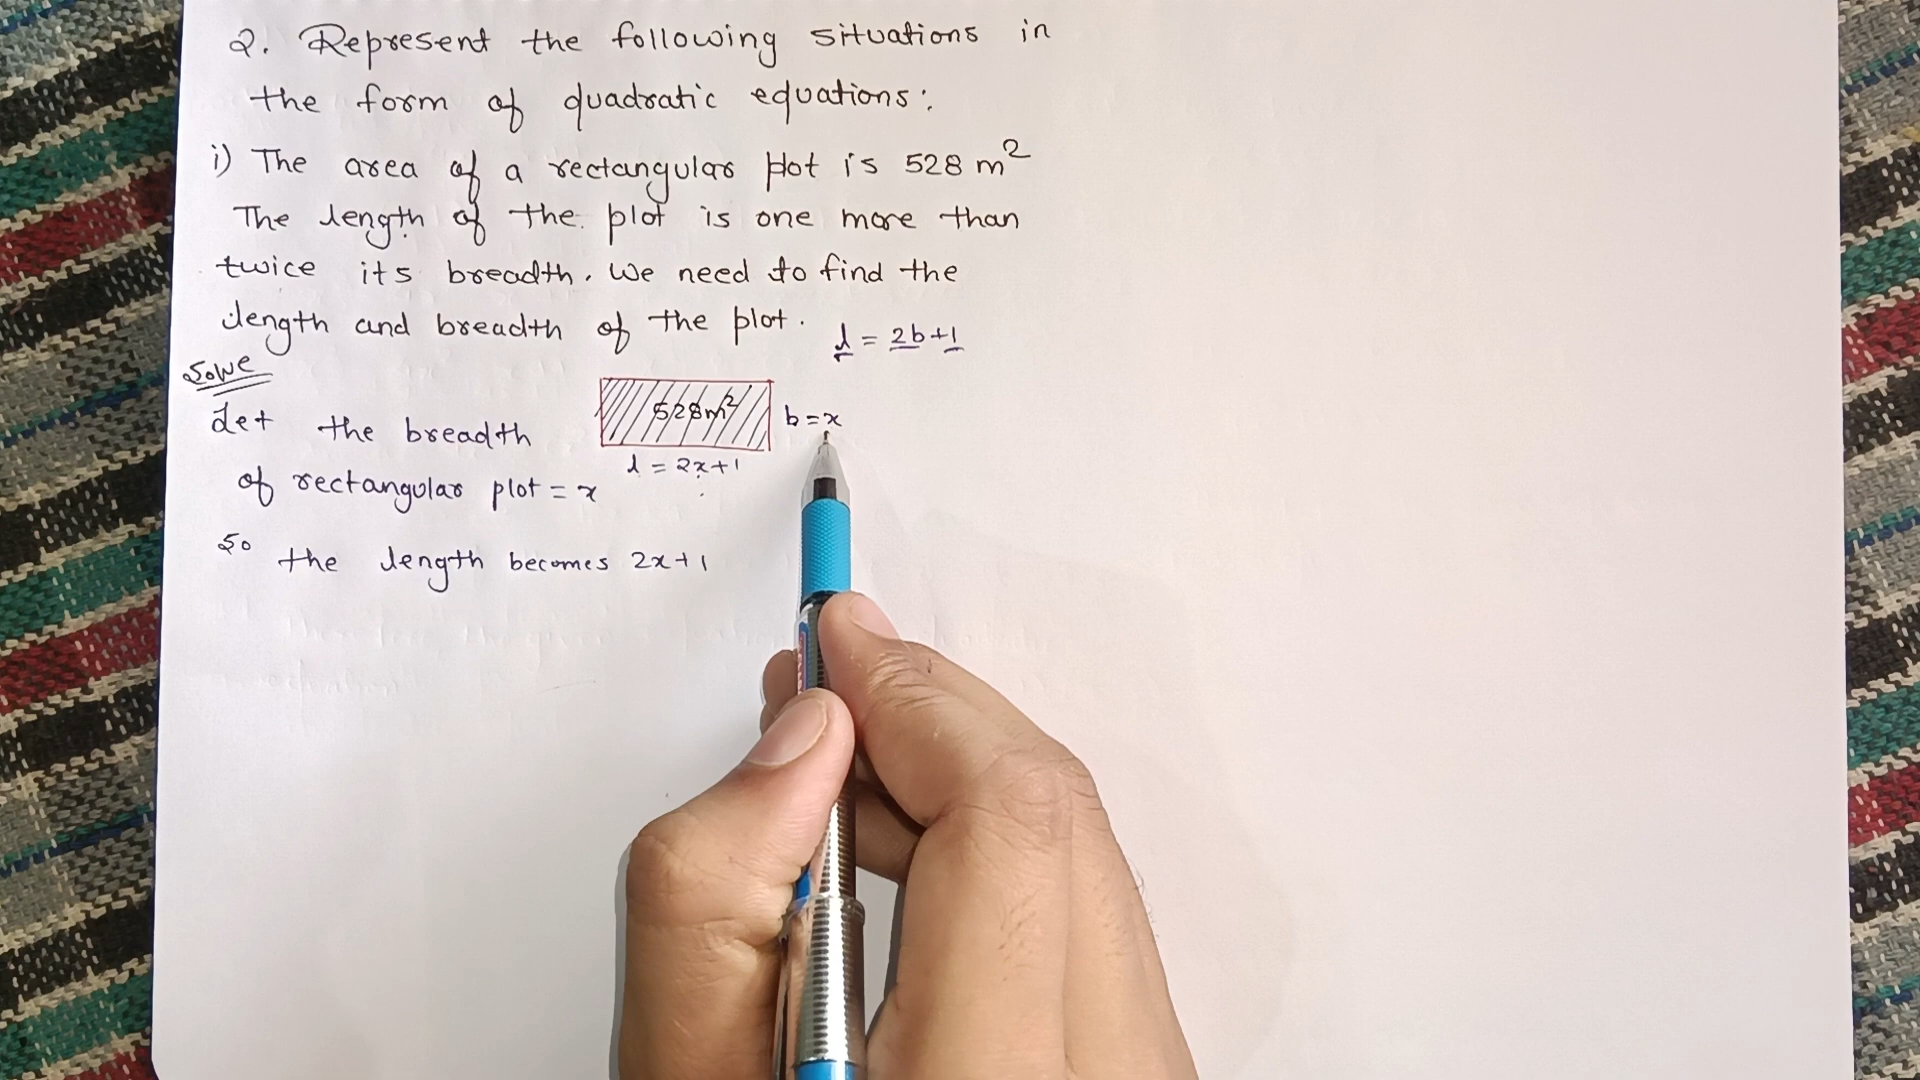 2. Represent the following situations in
the form of quadratic equations:
i) The area of a rectangular plot is 528 m²
The length of the plot is one more than
twice its breadth. We need to find the
length and breadth of the plot.
l = 2b+1
Solve
528m²
b = x
l = 2x+1
Let the breadth
of rectangular plot = x
So the length becomes 2x+1